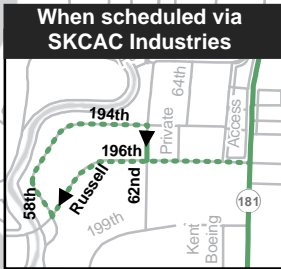 When scheduled via
SKCAC Industries
64th
194th
Private
Access
196th
58th
Russell
62nd
181
199th
Kent
Boeing